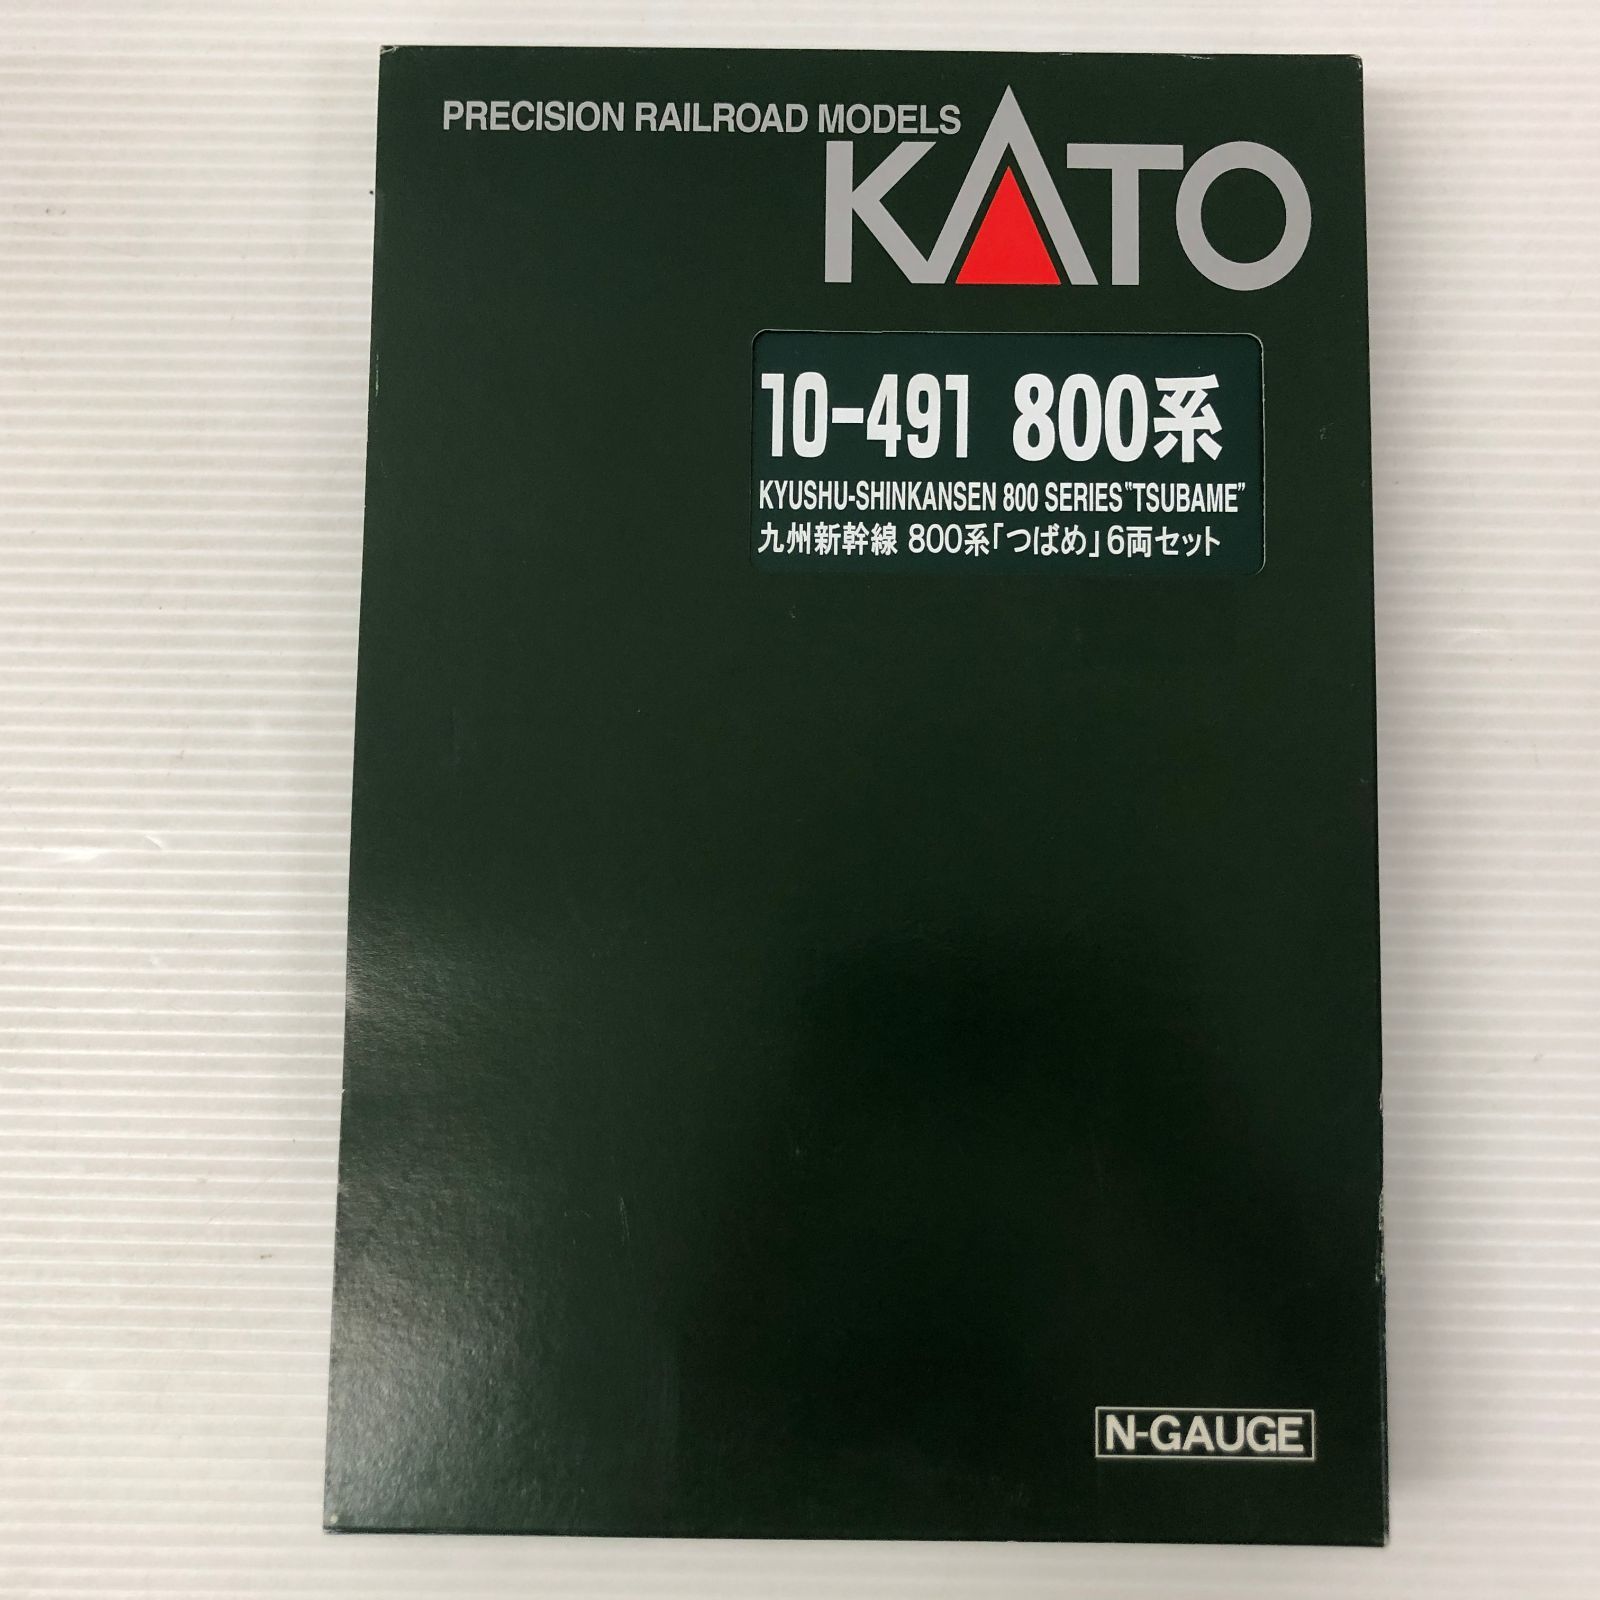 PRECISION RAILROAD MODELS
KATO
10-491 800系
KYUSHU-SHINKANSEN 800 SERIES "TSUBAME"
九州新幹線 800系「つばめ」6両セット
N-GAUGE